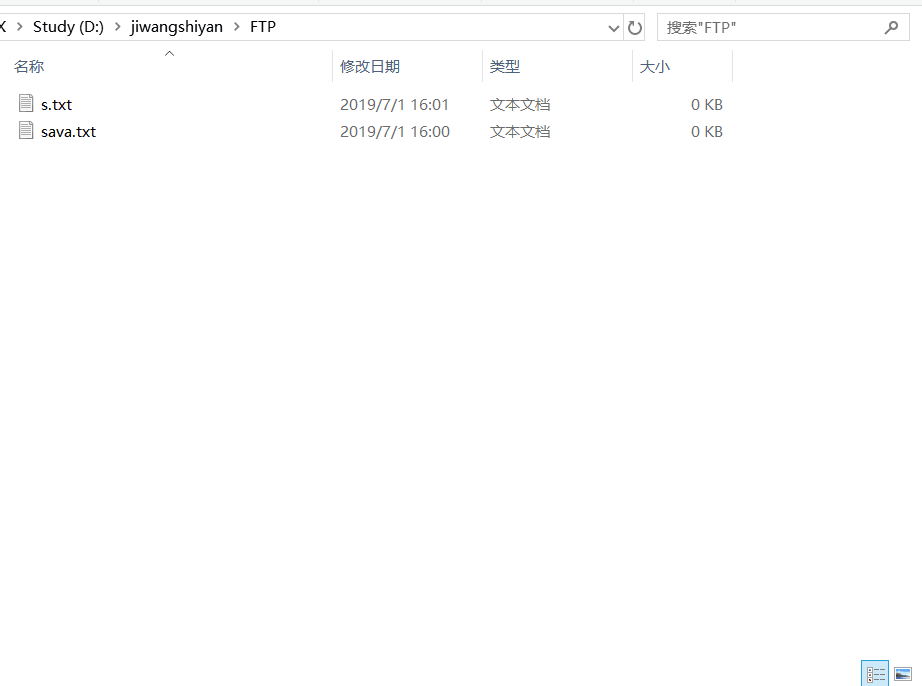 X > Study (D:) > jiwangshiyan > FTP 搜索"FTP"
名称 修改日期 类型 大小
s.txt 2019/7/1 16:01 文本文档 0 KB
sava.txt 2019/7/1 16:00 文本文档 0 KB